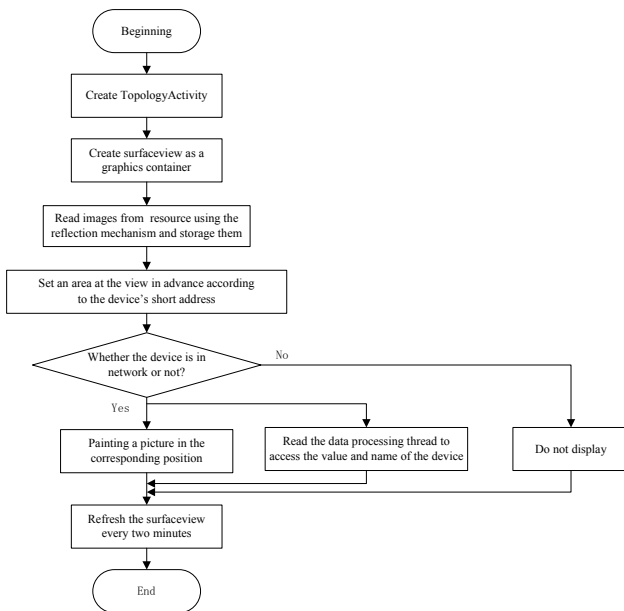 Beginning
Create TopologyActivity
Create surfaceview as a
graphics container
Read images from resource using the
reflection mechanism and storage them
Set an area at the view in advance according
to the device's short address
Whether the device is in
network or not?
No
Yes
Painting a picture in the
corresponding position
Read the data processing thread to
access the value and name of the device
Do not display
Refresh the surfaceview
every two minutes
End